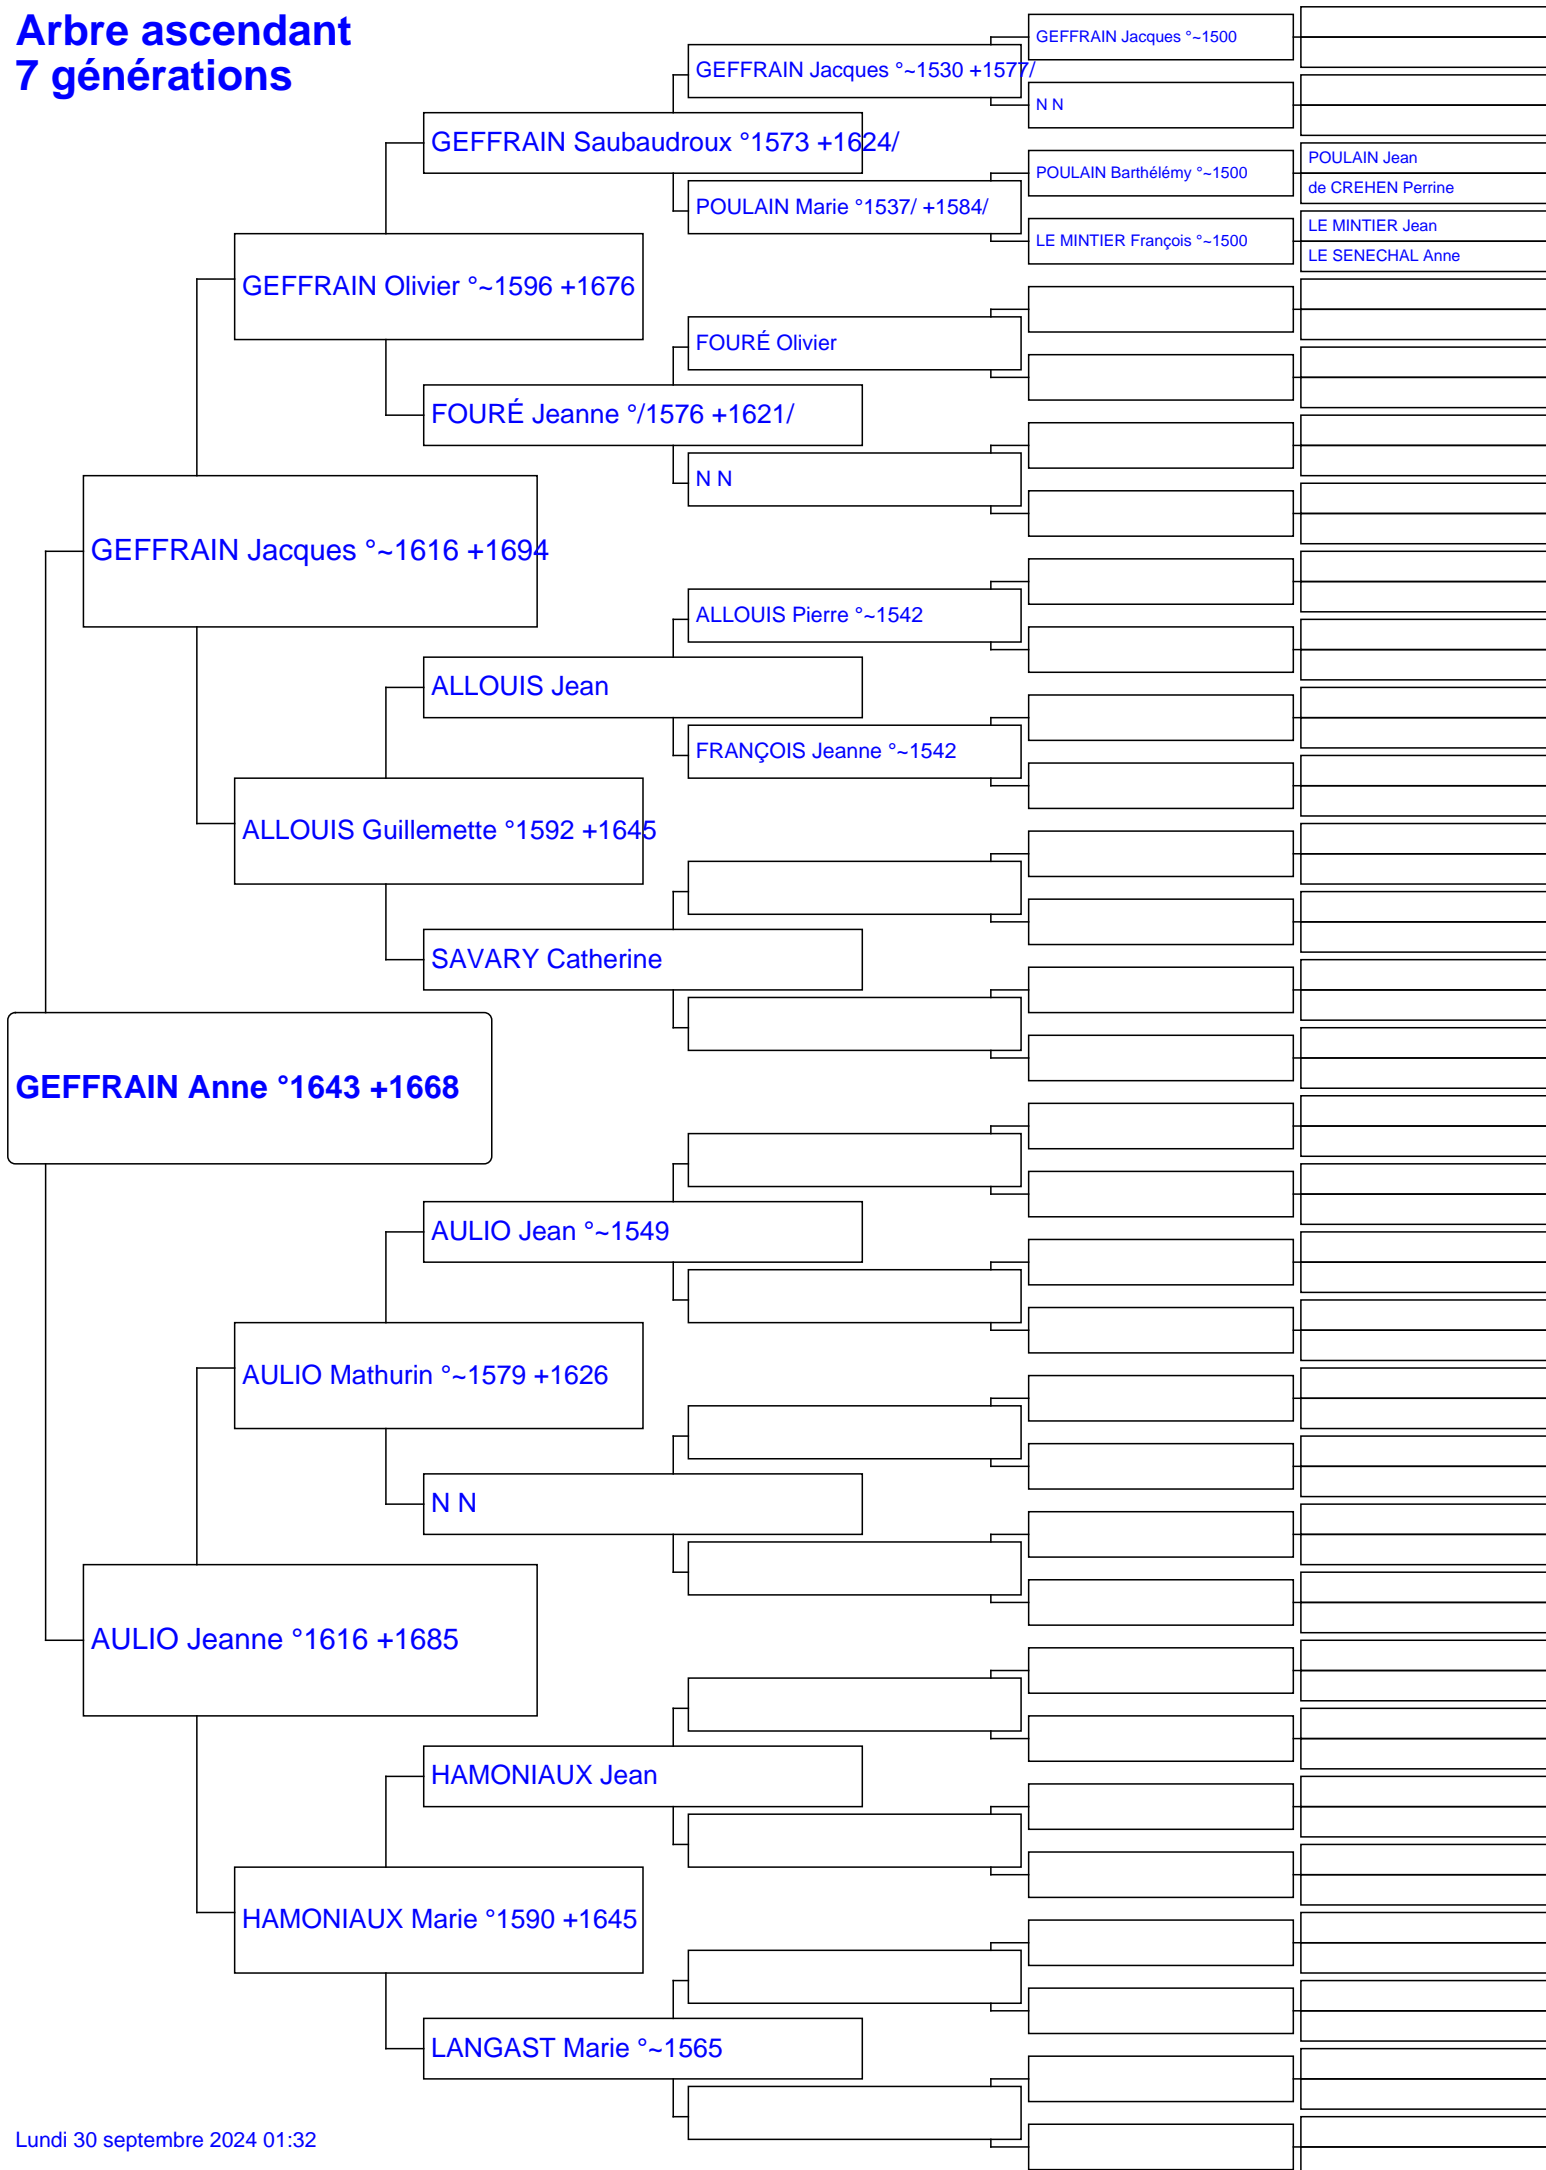 Arbre ascendant
7 générations
GEFFRAIN Jacques °~1500
GEFFRAIN Jacques °~1530 +1577/
N N
GEFFRAIN Saubaudroux °1573 +1624/
POULAIN Jean
POULAIN Barthélémy °~1500
de CREHEN Perrine
POULAIN Marie °1537/ +1584/
LE MINTIER Jean
LE MINTIER François °~1500
LE SENECHAL Anne
GEFFRAIN Olivier °~1596 +1676
FOURÉ Olivier
FOURÉ Jeanne °/1576 +1621/
N N
GEFFRAIN Jacques °~1616 +1694
ALLOUIS Pierre °~1542
ALLOUIS Jean
FRANÇOIS Jeanne °~1542
ALLOUIS Guillemette °1592 +1645
SAVARY Catherine
GEFFRAIN Anne °1643 +1668
AULIO Jean °~1549
AULIO Mathurin °~1579 +1626
N N
AULIO Jeanne °1616 +1685
HAMONIAUX Jean
HAMONIAUX Marie °1590 +1645
LANGAST Marie °~1565
Lundi 30 septembre 2024 01:32